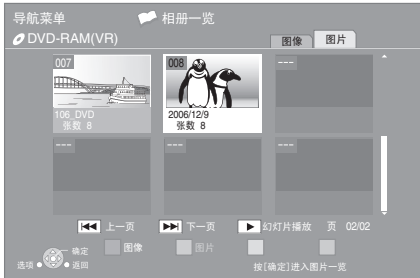 导航菜单 相册一览
DVD-RAM(VR) 图像 图片
007 008 ---
106_DVD 2006/12/9
张数 8 张数 8
--- --- ---
上一页 下一页 幻灯片播放 页 02/02
确定 图像 图片
选项 返回 按[确定]进入图片一览